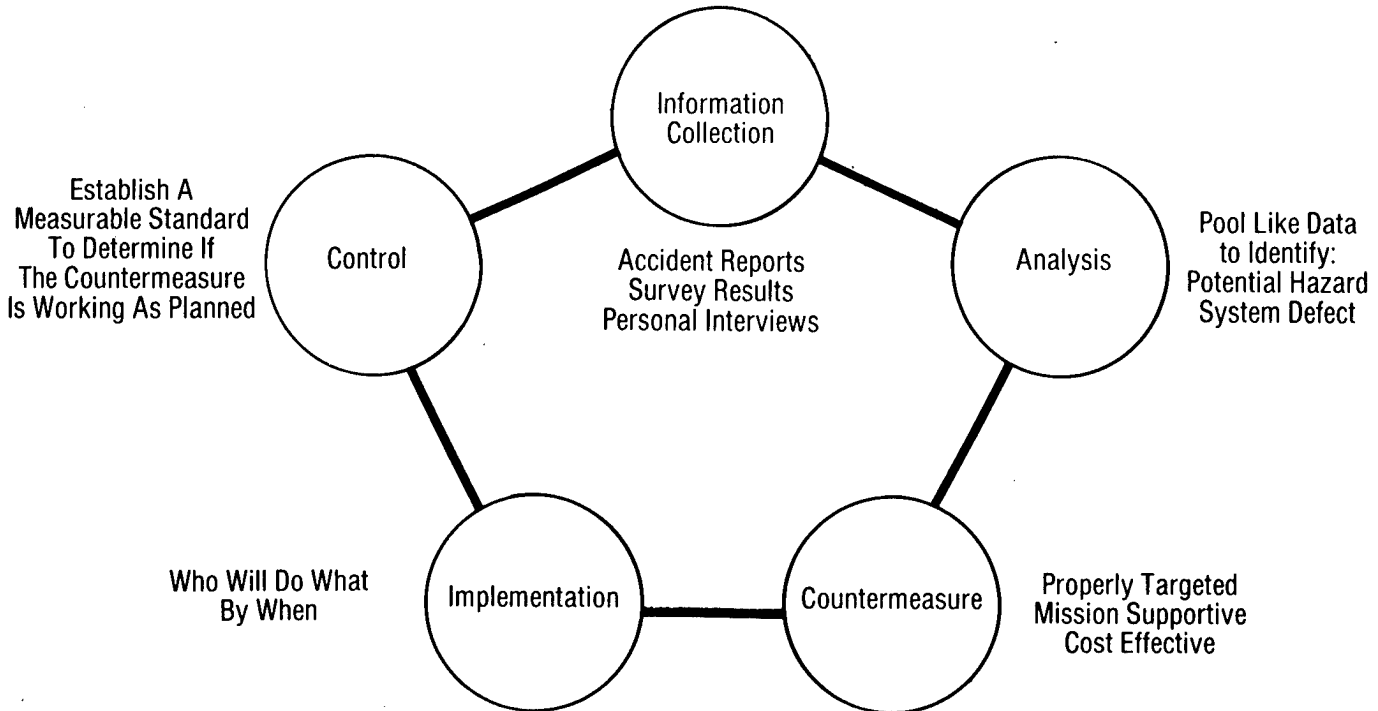 Information
Collection
Accident Reports
Survey Results
Personal Interviews
Analysis
Pool Like Data
to Identify:
Potential Hazard
System Defect
Countermeasure
Properly Targeted
Mission Supportive
Cost Effective
Implementation
Who Will Do What
By When
Control
Establish A
Measurable Standard
To Determine If
The Countermeasure
Is Working As Planned